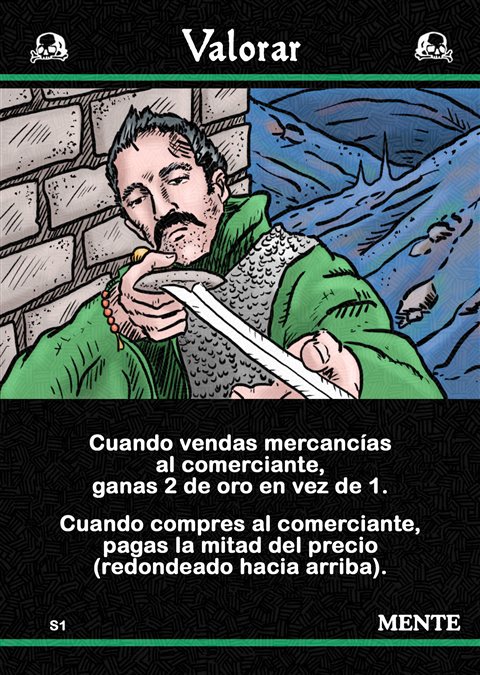 Valorar
Cuando vendas mercancías
al comerciante,
ganas 2 de oro en vez de 1.
Cuando compres al comerciante,
pagas la mitad del precio
(redondeado hacia arriba).
S1
MENTE